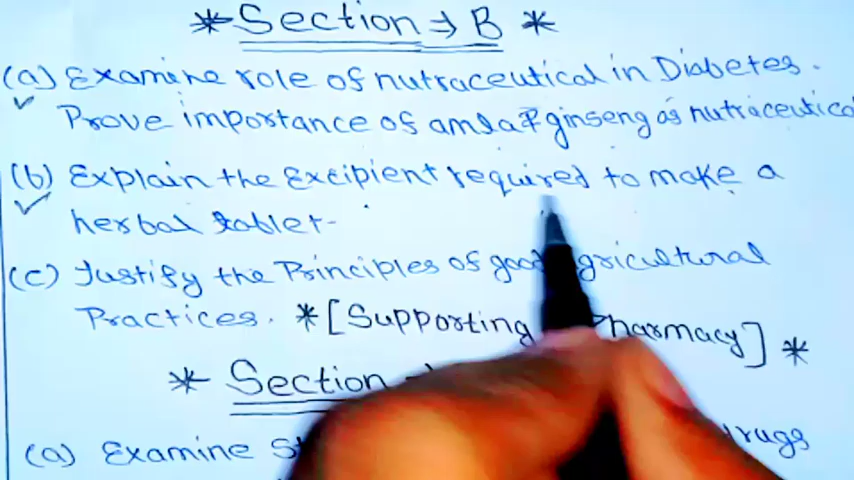 * Section → B *
(a) Examine role of nutraceutical in Diabetes.
Prove importance of amla & ginseng as nutraceutical
(b) Explain the Excipient required to make a
herbal tablet-
(c) Justify the Principles of good agricultural
Practices. *[Supporting Pharmacy] *
* Section
(a) Examine